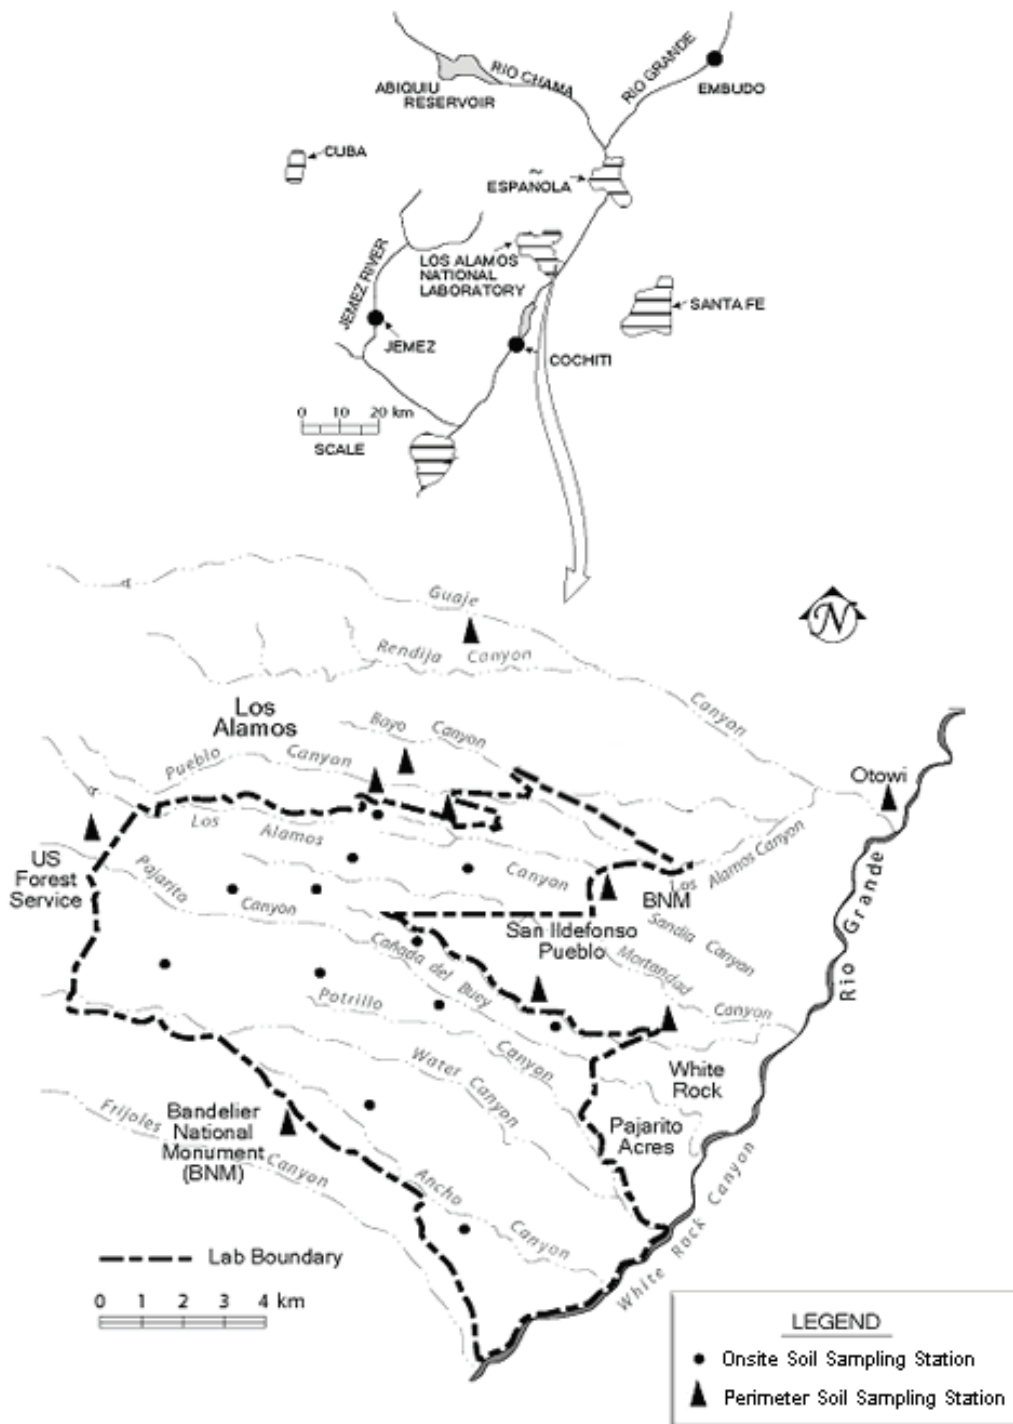 RIO CHAMA
RIO GRANDE
ABIQUIU
RESERVOIR
EMBUDO
CUBA
~
ESPANOLA
JEMEZ RIVER
LOS ALAMOS
NATIONAL
LABORATORY
SANTA FE
JEMEZ
COCHITI
0 10 20 km
SCALE
N
Guaje
Canyon
Rendija Canyon
Los
Alamos
Bayo Canyon
Pueblo Canyon
Otowi
Los Alamos Canyon
Los Alamos Canyon
US
Forest
Service
Pajarito Canyon
BNM
Sandia Canyon
San Ildefonso
Pueblo
Mortandad Canyon
Cañada del Buey
Rio Grande
Potrillo Canyon
Water Canyon
White
Rock
Pajarito
Acres
Bandelier
National
Monument
(BNM)
Frijoles Canyon
Ancho Canyon
White Rock Canyon
Lab Boundary
0 1 2 3 4 km
LEGEND
Onsite Soil Sampling Station
Perimeter Soil Sampling Station